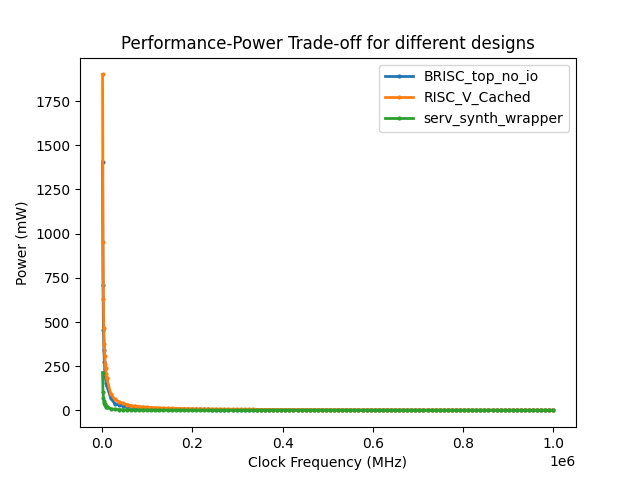 Performance-Power Trade-off for different designs
BRISC_top_no_io
RISC_V_Cached
serv_synth_wrapper
Power (mW)
1750
1500
1250
1000
750
500
250
0
0.0 0.2 0.4 0.6 0.8 1.0
Clock Frequency (MHz)
1e6